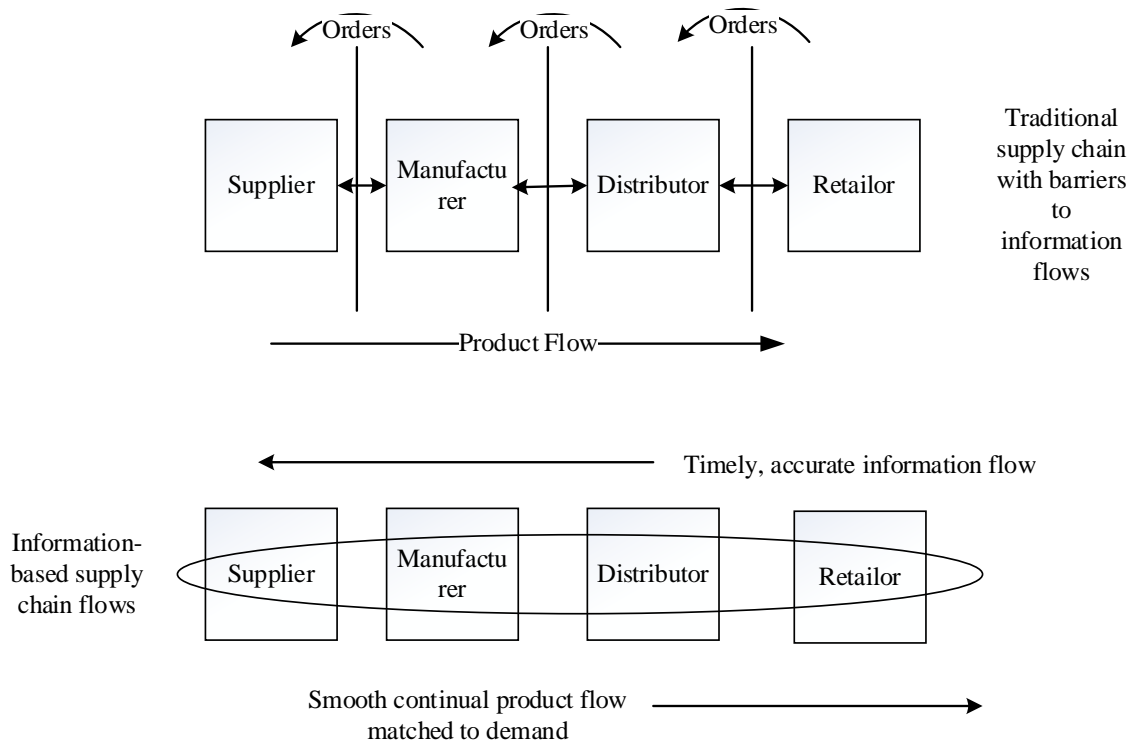 Orders
Orders
Orders
Supplier
Manufactu
rer
Distributor
Retailor
Traditional
supply chain
with barriers
to
information
flows
Product Flow
Timely, accurate information flow
Information-
based supply
chain flows
Supplier
Manufactu
rer
Distributor
Retailor
Smooth continual product flow
matched to demand